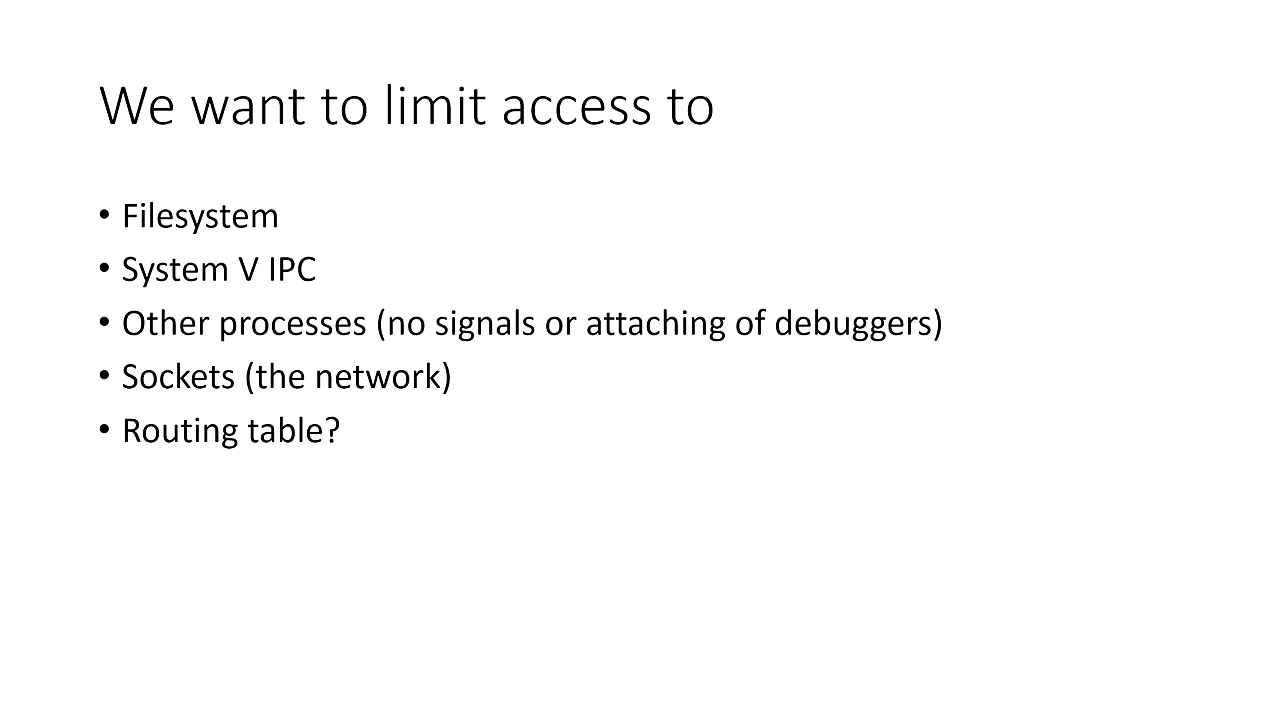 We want to limit access to
• Filesystem
• System V IPC
• Other processes (no signals or attaching of debuggers)
• Sockets (the network)
• Routing table?